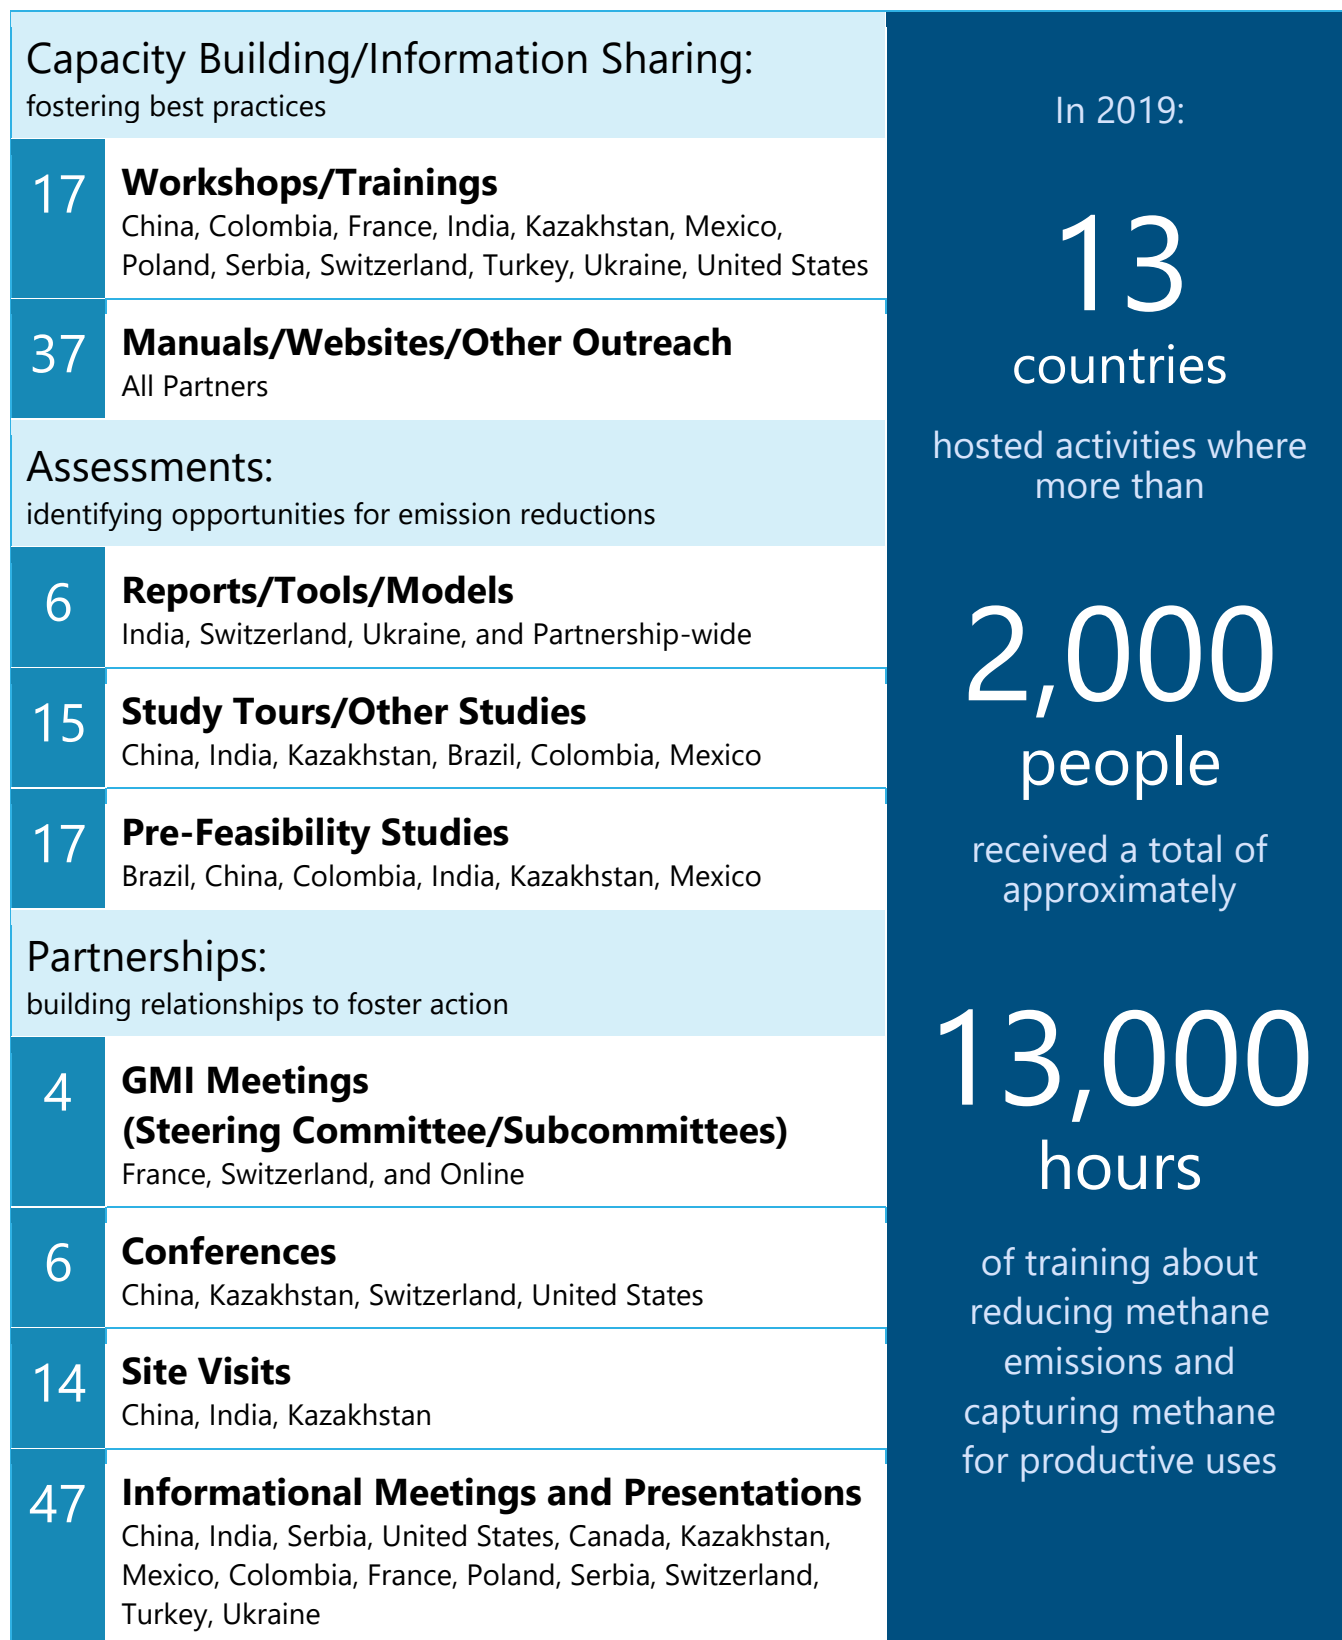 Capacity Building/Information Sharing:
fostering best practices
17
Workshops/Trainings
China, Colombia, France, India, Kazakhstan, Mexico,
Poland, Serbia, Switzerland, Turkey, Ukraine, United States
37
Manuals/Websites/Other Outreach
All Partners
Assessments:
identifying opportunities for emission reductions
6
Reports/Tools/Models
India, Switzerland, Ukraine, and Partnership-wide
15
Study Tours/Other Studies
China, India, Kazakhstan, Brazil, Colombia, Mexico
17
Pre-Feasibility Studies
Brazil, China, Colombia, India, Kazakhstan, Mexico
Partnerships:
building relationships to foster action
4
GMI Meetings
(Steering Committee/Subcommittees)
France, Switzerland, and Online
6
Conferences
China, Kazakhstan, Switzerland, United States
14
Site Visits
China, India, Kazakhstan
47
Informational Meetings and Presentations
China, India, Serbia, United States, Canada, Kazakhstan,
Mexico, Colombia, France, Poland, Serbia, Switzerland,
Turkey, Ukraine
In 2019:
13
countries
hosted activities where
more than
2,000
people
received a total of
approximately
13,000
hours
of training about
reducing methane
emissions and
capturing methane
for productive uses